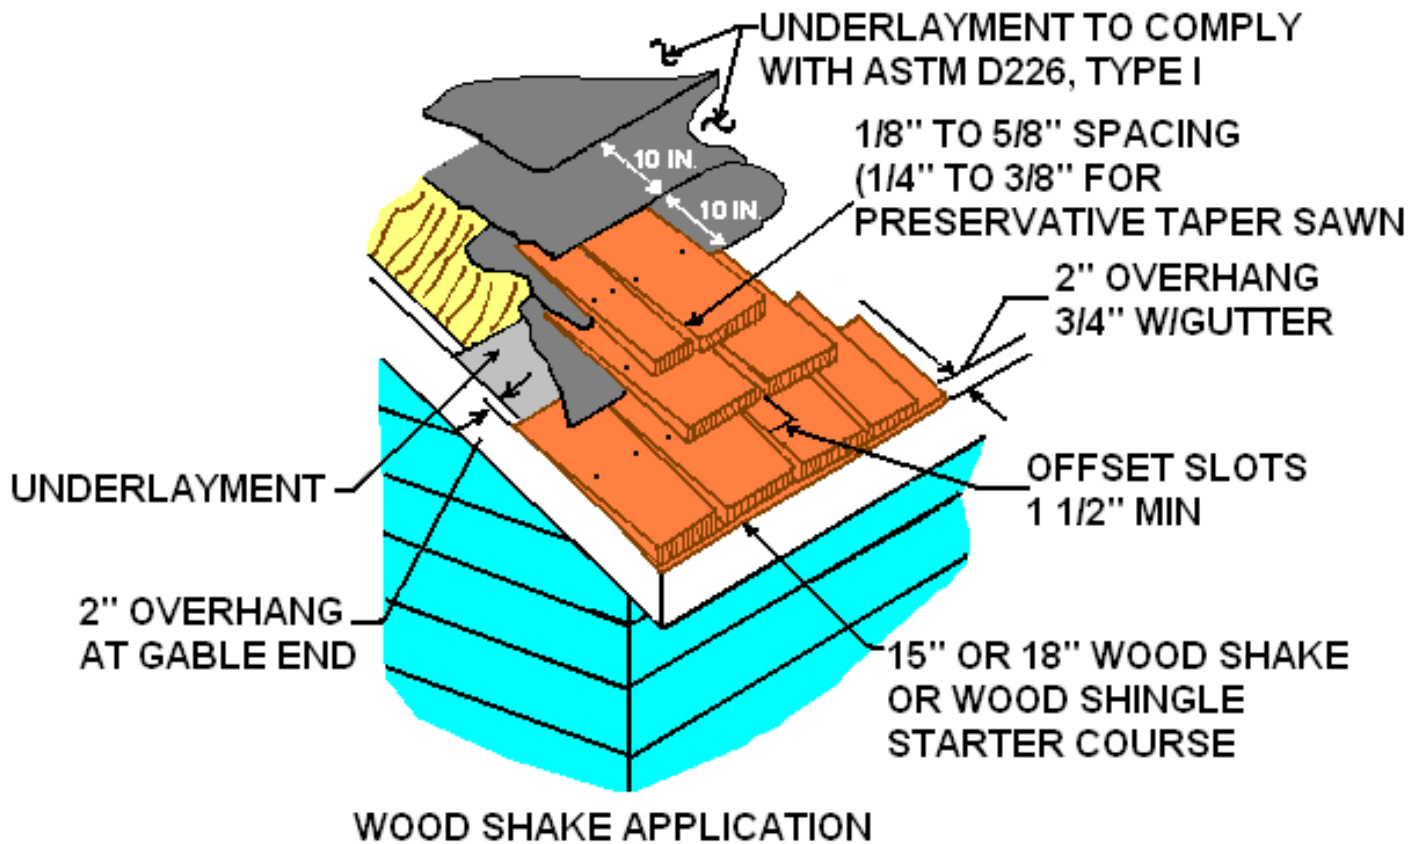 UNDERLAYMENT TO COMPLY
WITH ASTM D226, TYPE I
1/8" TO 5/8" SPACING
(1/4" TO 3/8" FOR
PRESERVATIVE TAPER SAWN
10 IN.
10 IN.
2" OVERHANG
3/4" W/GUTTER
OFFSET SLOTS
1 1/2" MIN
UNDERLAYMENT
2" OVERHANG
AT GABLE END
15" OR 18" WOOD SHAKE
OR WOOD SHINGLE
STARTER COURSE
WOOD SHAKE APPLICATION